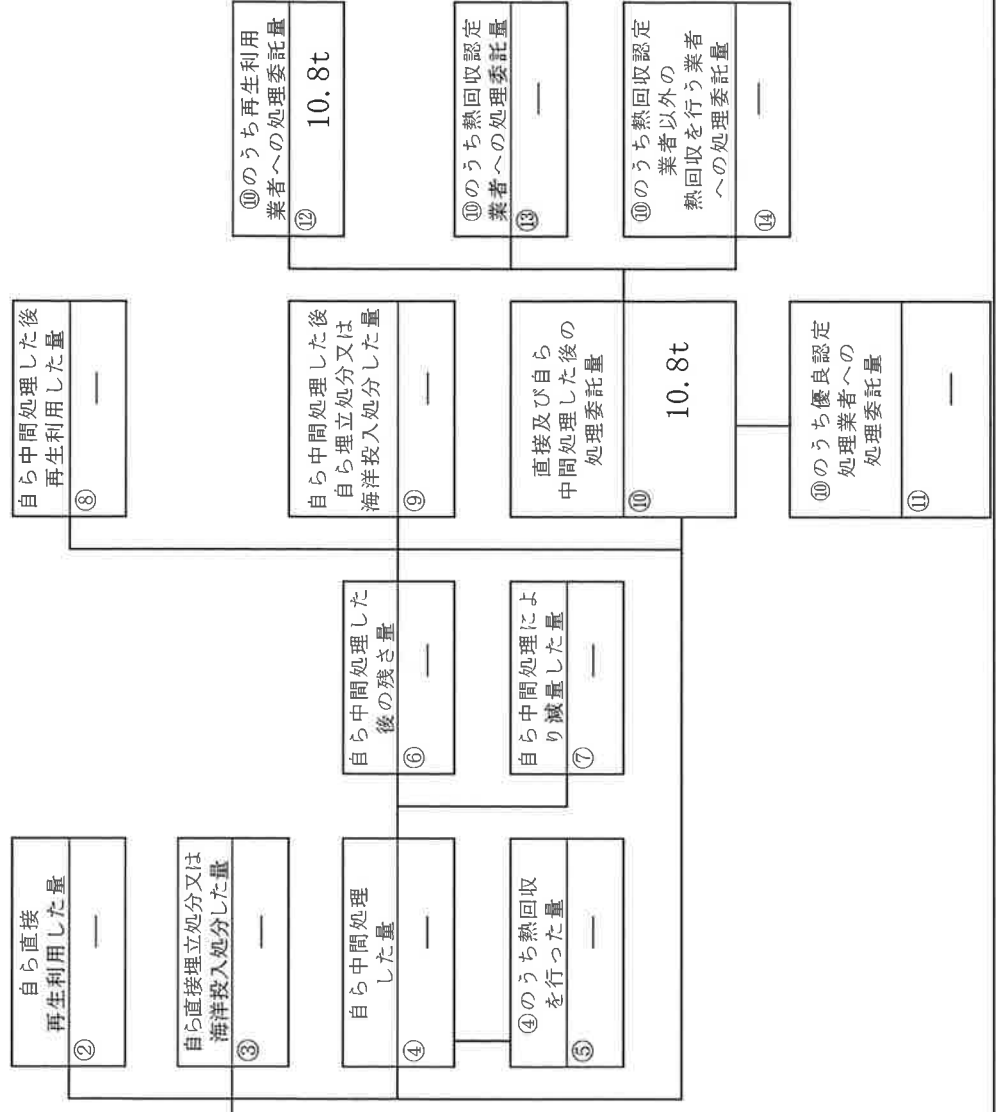 自ら直接
再生利用した量
②
—
自ら直接埋立処分又は
海洋投入処分した量
③
—
自ら中間処理
した量
④
—
④のうち熱回収
を行った量
⑤
—
自ら中間処理した
後の残さ量
⑥
—
自ら中間処理によ
り減量した量
⑦
—
自ら中間処理した後
再生利用した量
⑧
—
自ら中間処理した後
自ら埋立処分又は
海洋投入処分した量
⑨
—
直接及び自ら
中間処理した後の
処理委託量
⑩
10.8t
⑩のうち優良認定
処理業者への
処理委託量
⑪
—
⑩のうち再生利用
業者への処理委託量
⑫
10.8t
⑩のうち熱回収認定
業者への処理委託量
⑬
—
⑩のうち熱回収認定
業者以外の
熱回収を行う業者
への処理委託量
⑭
—